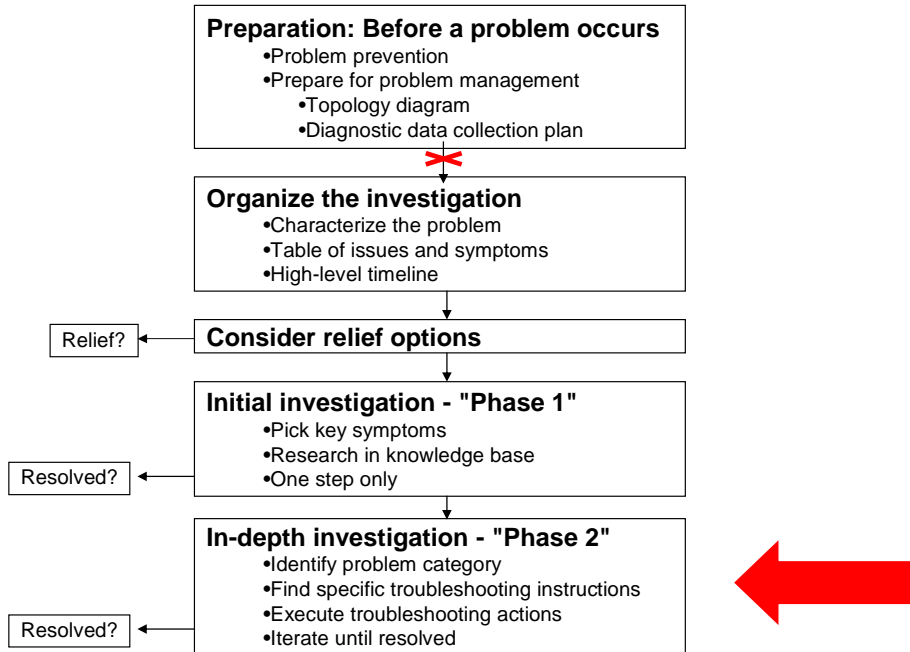 Preparation: Before a problem occurs
•Problem prevention
•Prepare for problem management
•Topology diagram
•Diagnostic data collection plan
Organize the investigation
•Characterize the problem
•Table of issues and symptoms
•High-level timeline
Relief?
Consider relief options
Initial investigation - "Phase 1"
•Pick key symptoms
•Research in knowledge base
•One step only
Resolved?
In-depth investigation - "Phase 2"
•Identify problem category
•Find specific troubleshooting instructions
•Execute troubleshooting actions
•Iterate until resolved
Resolved?